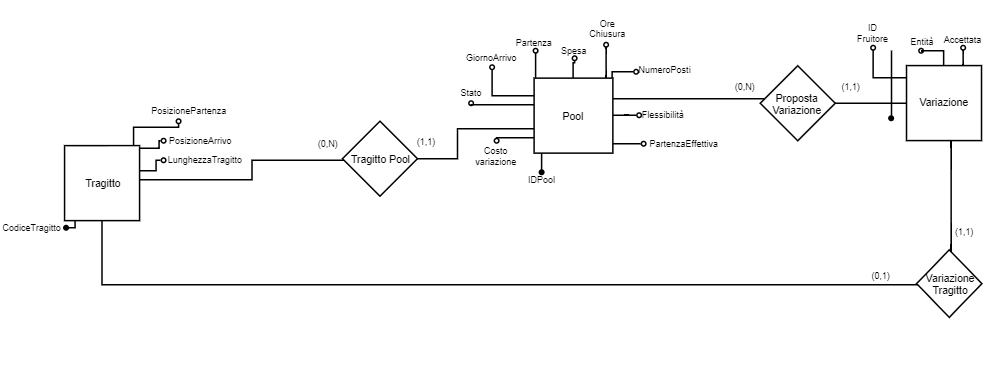 Ore
Chiusura
ID
Fruitore
Partenza
Entità
Accettata
Spesa
GiornoArrivo
NumeroPosti
Stato
(0,N)
(1,1)
Proposta
Variazione
Variazione
PosizionePartenza
Pool
Flessibilità
PosizioneArrivo
(0,N)
(1,1)
PartenzaEffettiva
Costo
variazione
LunghezzaTragitto
Tragitto Pool
Tragitto
IDPool
CodiceTragitto
(1,1)
(0,1)
Variazione
Tragitto